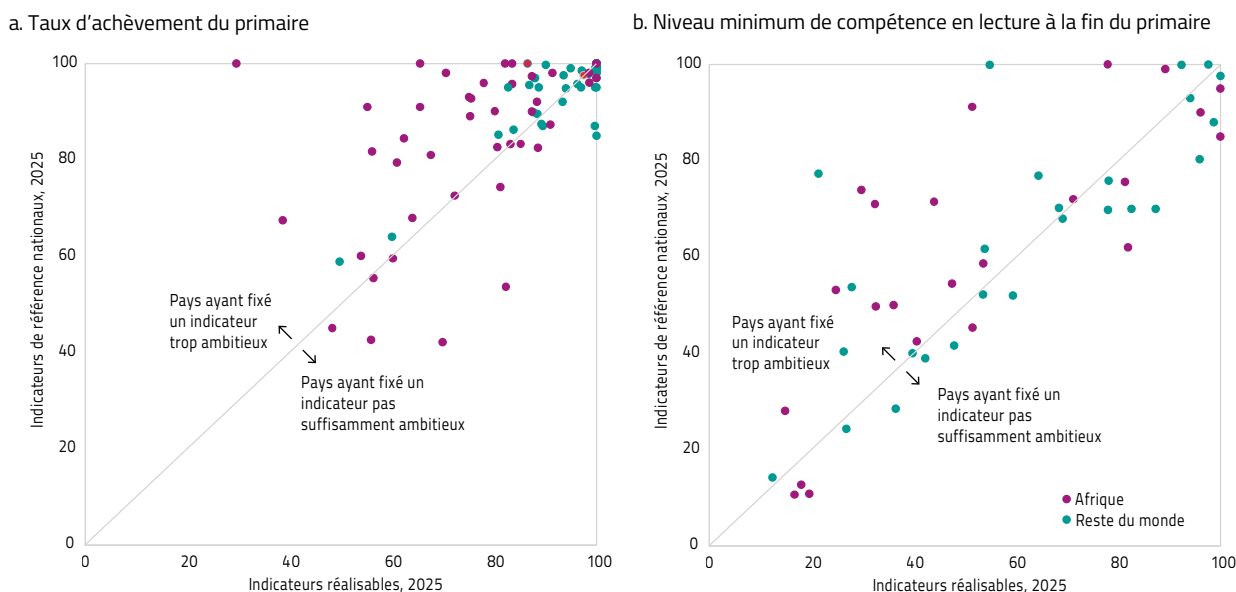 a. Taux d'achèvement du primaire
Indicateurs de référence nationaux, 2025
100
80
60
40
20
0
Pays ayant fixé
un indicateur
trop ambitieux
Pays ayant fixé un
indicateur pas
suffisamment ambitieux
0
20
40
60
80
100
Indicateurs réalisables, 2025
b. Niveau minimum de compétence en lecture à la fin du primaire
Indicateurs de référence nationaux, 2025
100
80
60
40
20
0
Pays ayant fixé
un indicateur
trop ambitieux
Pays ayant fixé un
indicateur pas
suffisamment ambitieux
Afrique
Reste du monde
0
20
40
60
80
100
Indicateurs réalisables, 2025